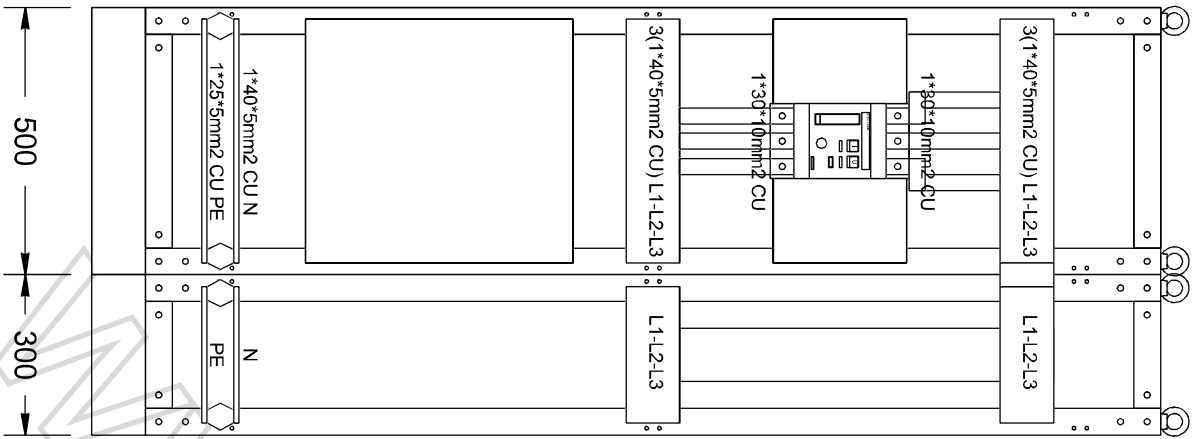 500
300
1*25*5mm2 CU PE
1*40*5mm2 CU N
3(1*40*5mm2 CU) L1-L2-L3
1*30*10mm2 CU
1*30*10mm2 CU
3(1*40*5mm2 CU) L1-L2-L3
PE
N
L1-L2-L3
L1-L2-L3